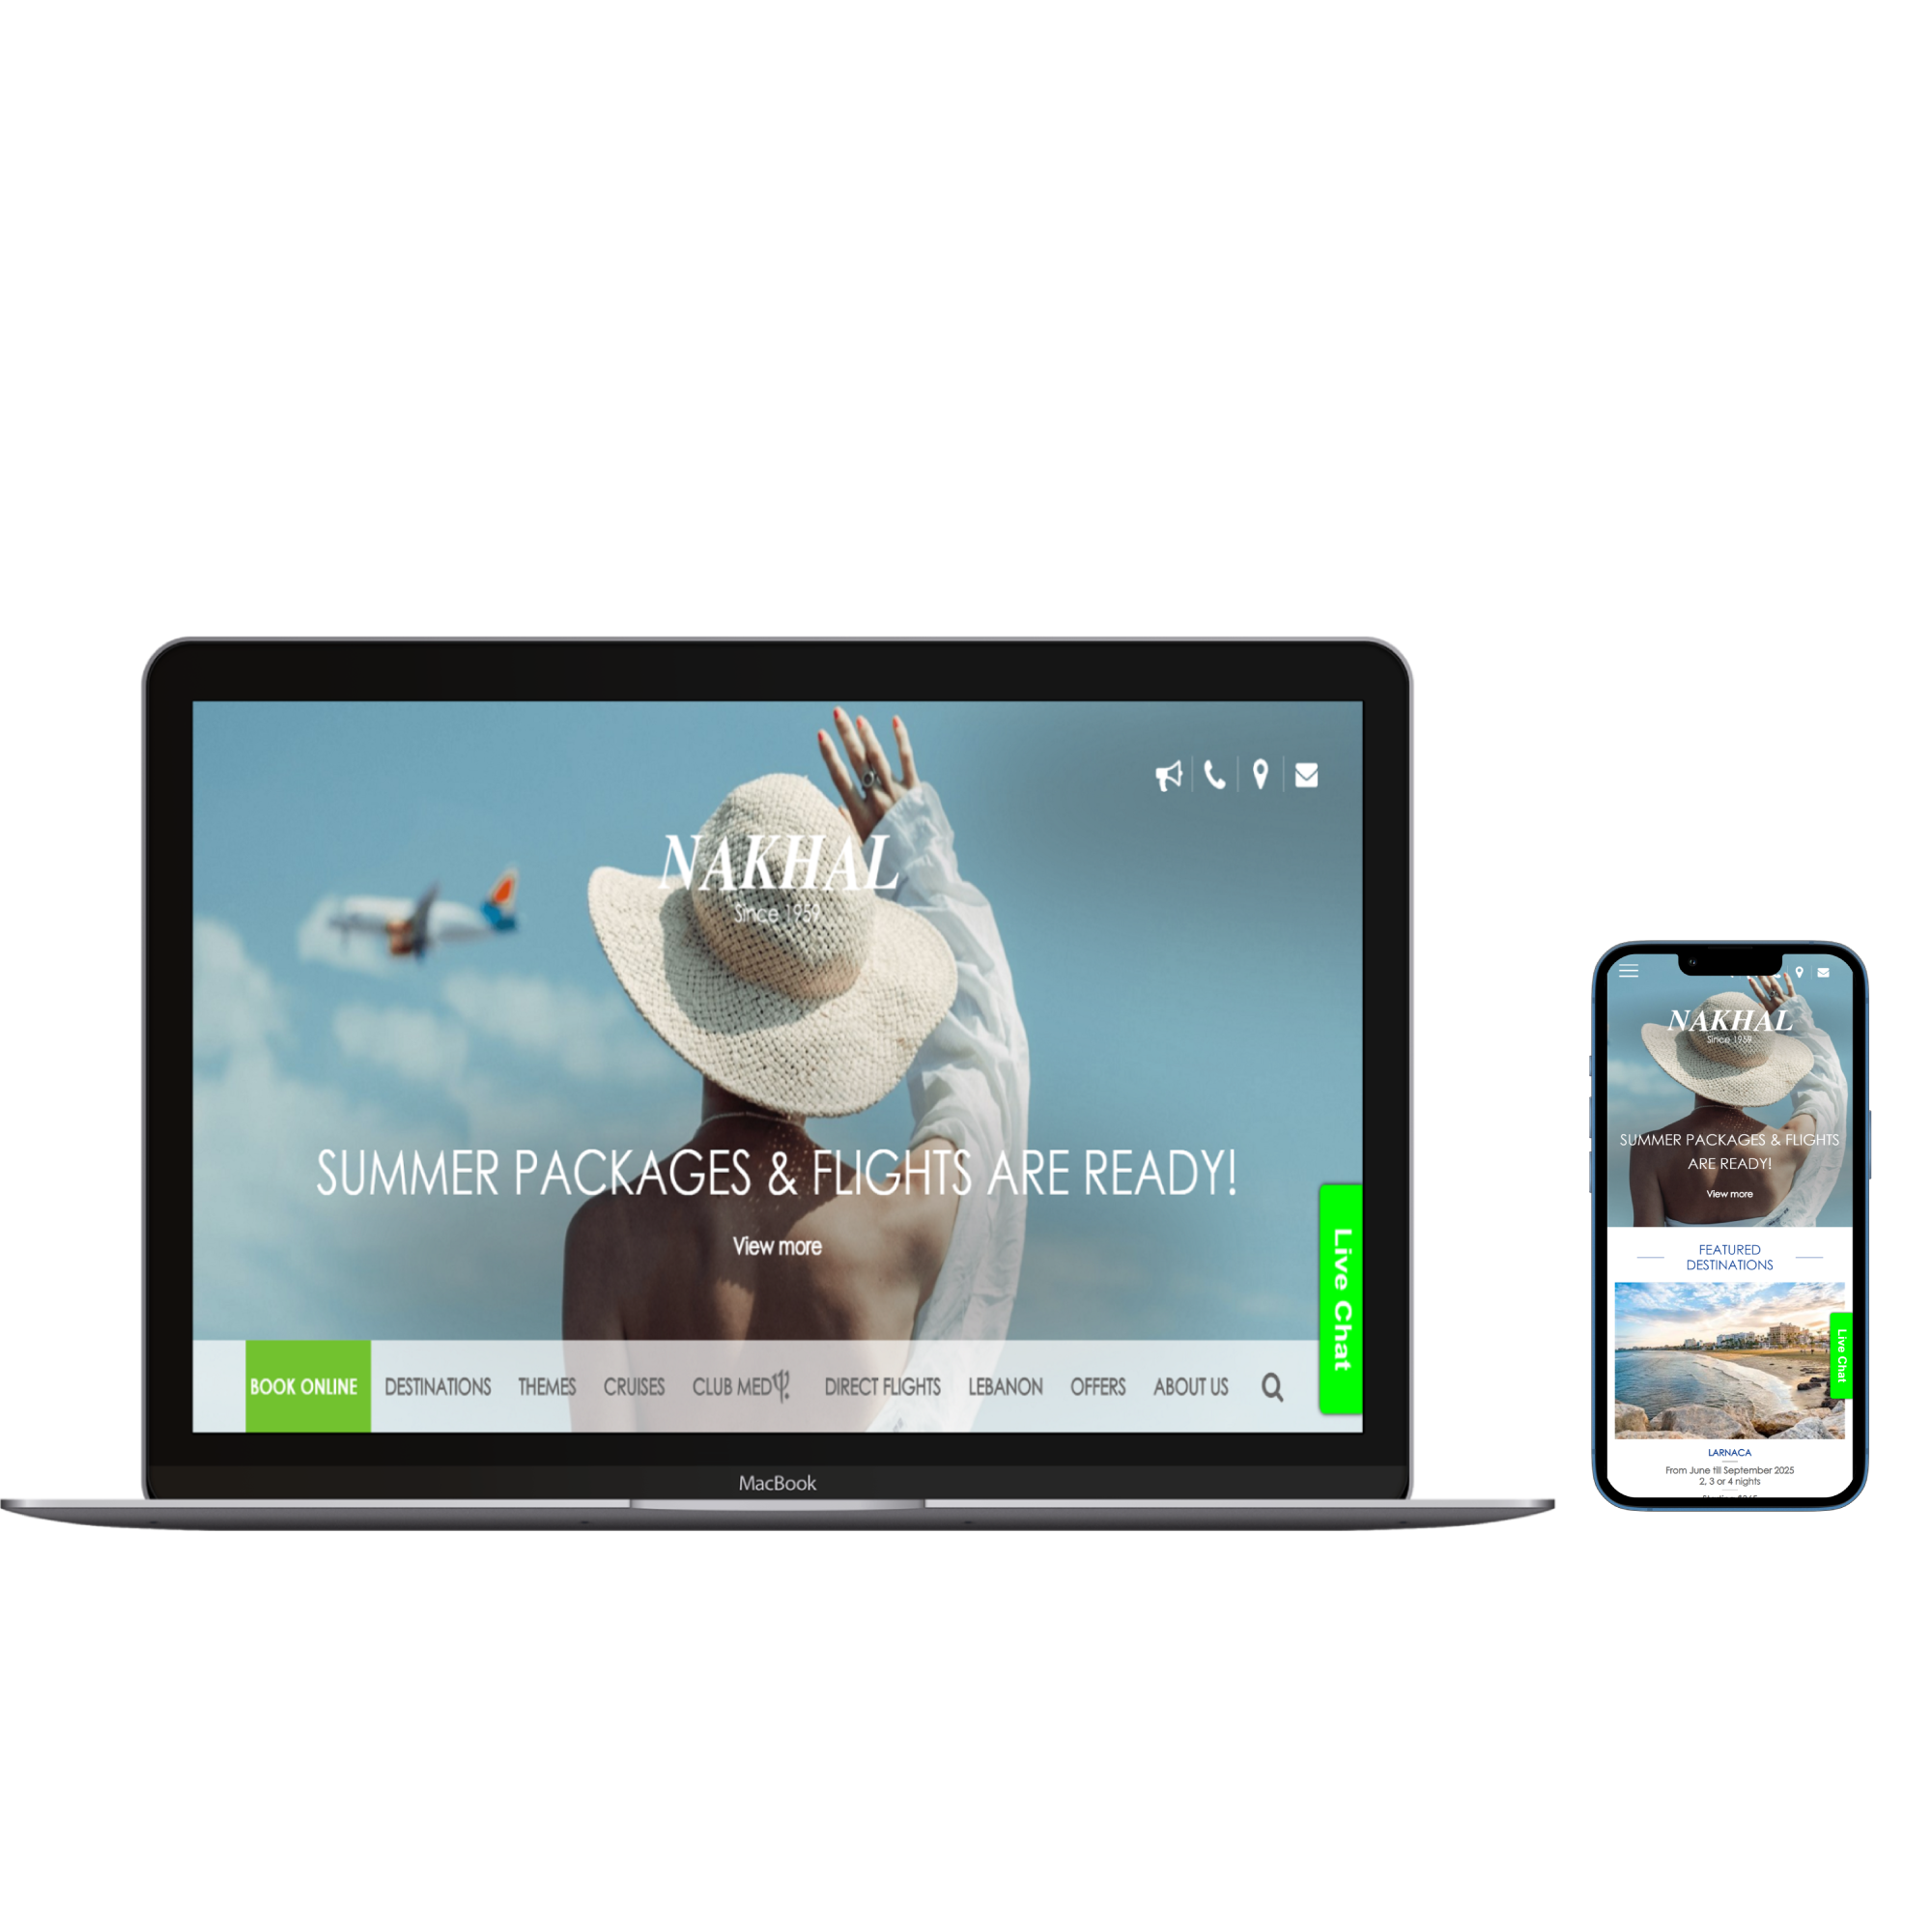 NAKHAL
Since 1959
SUMMER PACKAGES & FLIGHTS ARE READY!
View more
Live Chat
BOOK ONLINE DESTINATIONS THEMES CRUISES CLUB MED DIRECT FLIGHTS LEBANON OFFERS ABOUT US
MacBook
NAKHAL
Since 1959
SUMMER PACKAGES & FLIGHTS
ARE READY!
View more
FEATURED
DESTINATIONS
Live Chat
LARNACA
From June till September 2025
2, 3 or 4 nights